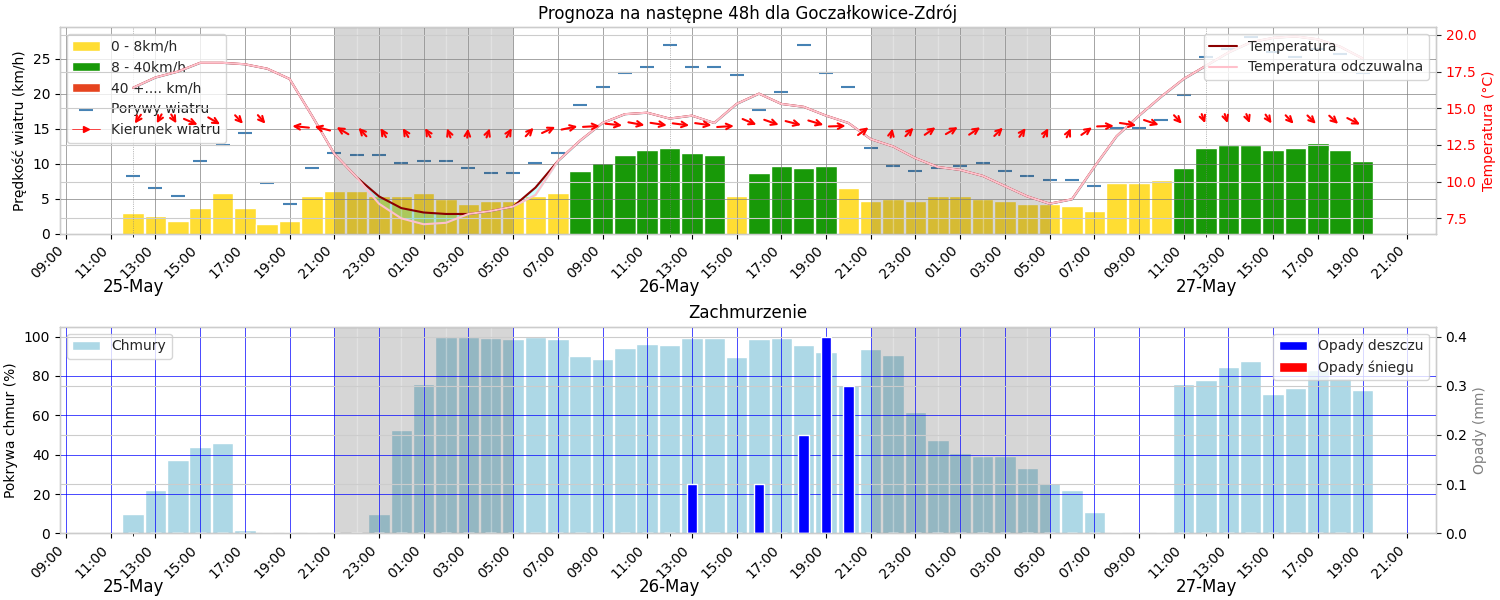 Prognoza na następne 48h dla Goczałkowice-Zdrój
Prędkość wiatru (km/h)
25
20
15
10
5
0
0 - 8km/h
8 - 40km/h
40 +.... km/h
Porywy wiatru
Kierunek wiatru
Temperatura
Temperatura odczuwalna
20.0
17.5
15.0
12.5
10.0
7.5
Temperatura (°C)
09:00 11:00 13:00 15:00 17:00 19:00 21:00 23:00 01:00 03:00 05:00 07:00 09:00 11:00 13:00 15:00 17:00 19:00 21:00 23:00 01:00 03:00 05:00 07:00 09:00 11:00 13:00 15:00 17:00 19:00 21:00
25-May 26-May 27-May
Zachmurzenie
Pokrywa chmur (%)
100
80
60
40
20
0
Chmury
Opady deszczu
Opady śniegu
0.4
0.3
0.2
0.1
0.0
Opady (mm)
09:00 11:00 13:00 15:00 17:00 19:00 21:00 23:00 01:00 03:00 05:00 07:00 09:00 11:00 13:00 15:00 17:00 19:00 21:00 23:00 01:00 03:00 05:00 07:00 09:00 11:00 13:00 15:00 17:00 19:00 21:00
25-May 26-May 27-May